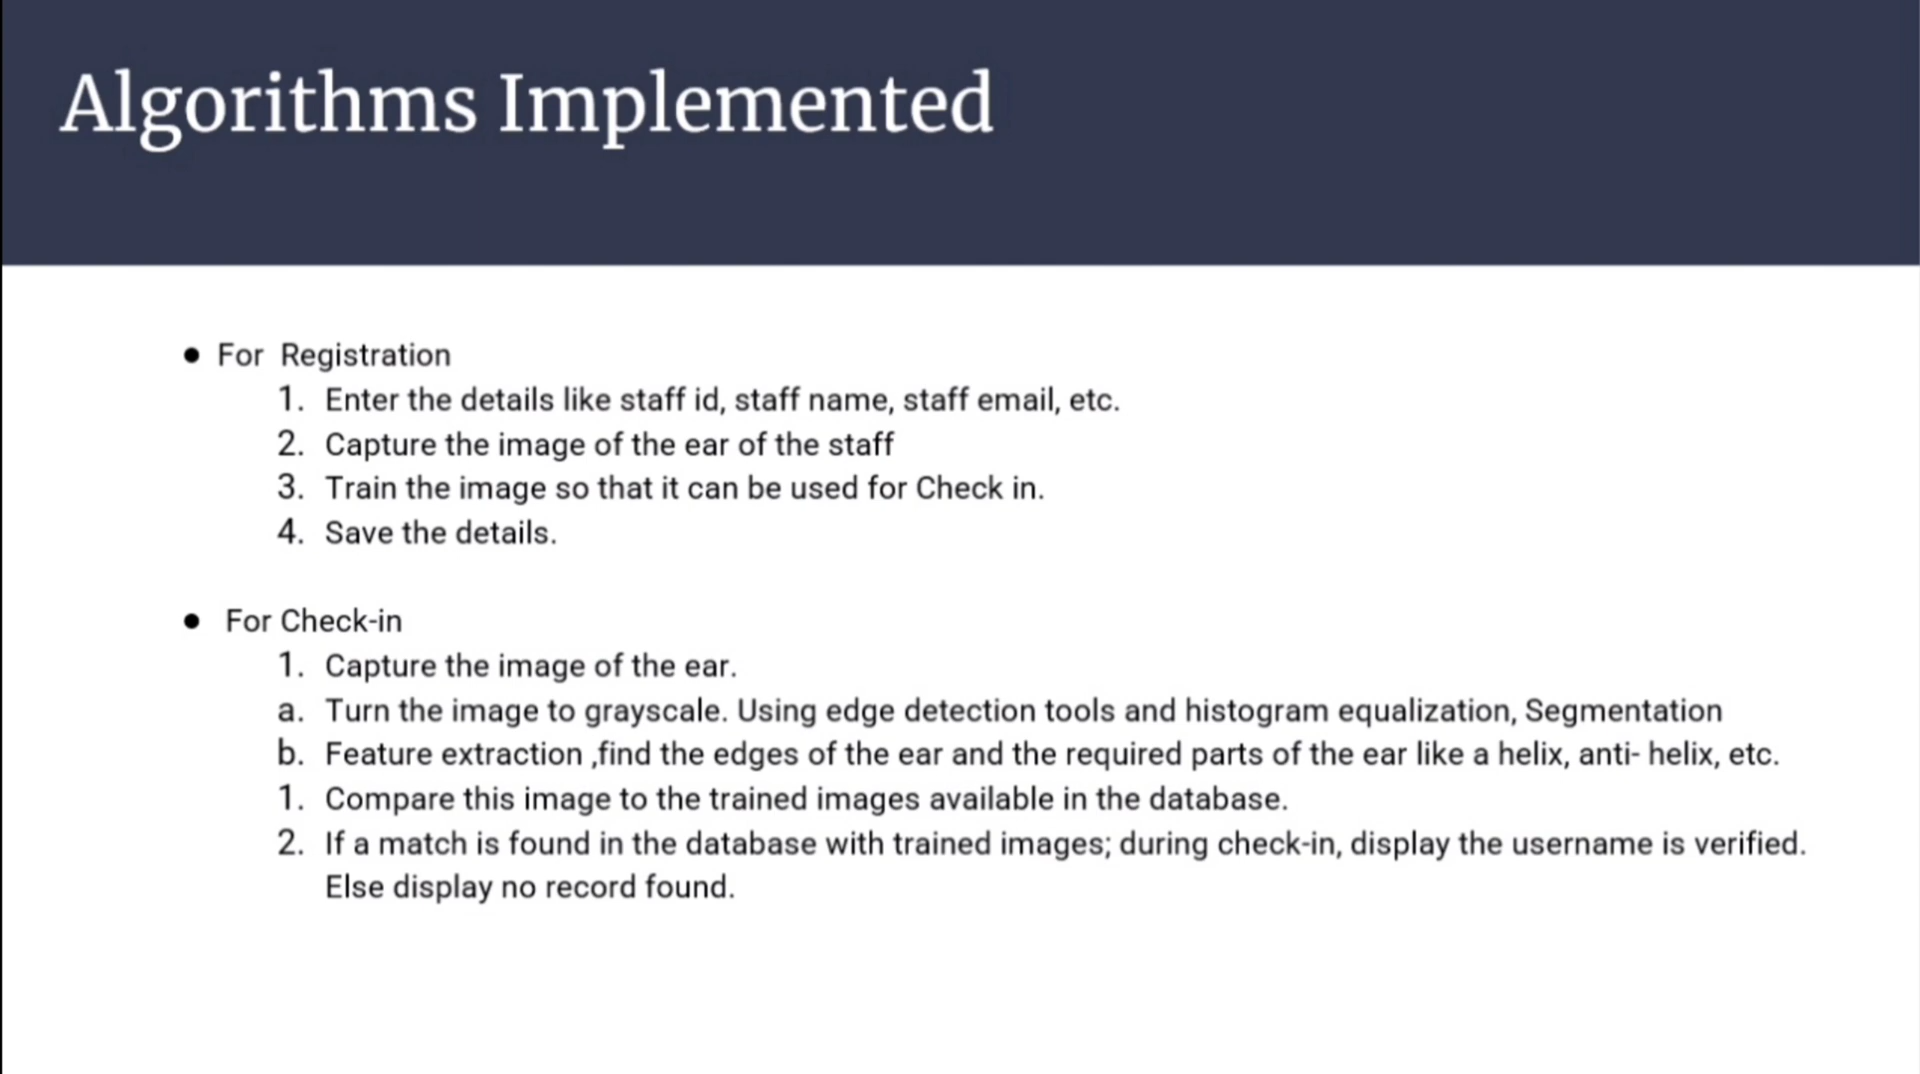 Algorithms Implemented
● For Registration
1. Enter the details like staff id, staff name, staff email, etc.
2. Capture the image of the ear of the staff
3. Train the image so that it can be used for Check in.
4. Save the details.
● For Check-in
1. Capture the image of the ear.
a. Turn the image to grayscale. Using edge detection tools and histogram equalization, Segmentation
b. Feature extraction ,find the edges of the ear and the required parts of the ear like a helix, anti- helix, etc.
1. Compare this image to the trained images available in the database.
2. If a match is found in the database with trained images; during check-in, display the username is verified.
Else display no record found.